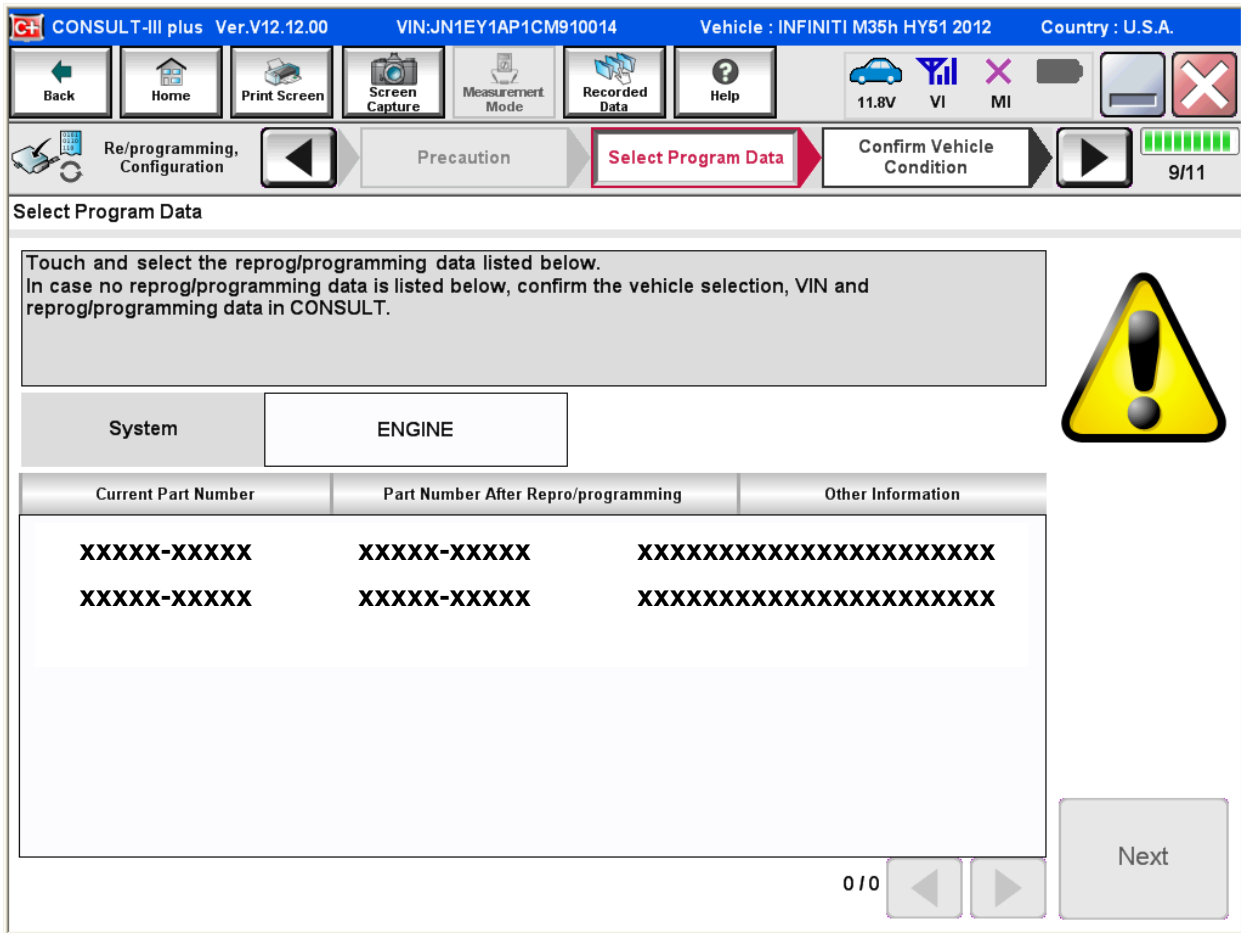 C+ CONSULT-III plus Ver.V12.12.00 VIN:JN1EY1AP1CM910014 Vehicle : INFINITI M35h HY51 2012 Country : U.S.A.
Back
Home
Print Screen
Screen
Capture
Measurement
Mode
Recorded
Data
Help
11.8V
VI
MI
Re/programming,
Configuration
Precaution
Select Program Data
Confirm Vehicle
Condition
9/11
Select Program Data
Touch and select the reprog/programming data listed below.
In case no reprog/programming data is listed below, confirm the vehicle selection, VIN and
reprog/programming data in CONSULT.
System ENGINE
Current Part Number Part Number After Repro/programming Other Information
XXXXX-XXXXX XXXXX-XXXXX XXXXXXXXXXXXXXXXXXXXXX
XXXXX-XXXXX XXXXX-XXXXX XXXXXXXXXXXXXXXXXXXXXX
0/0
Next